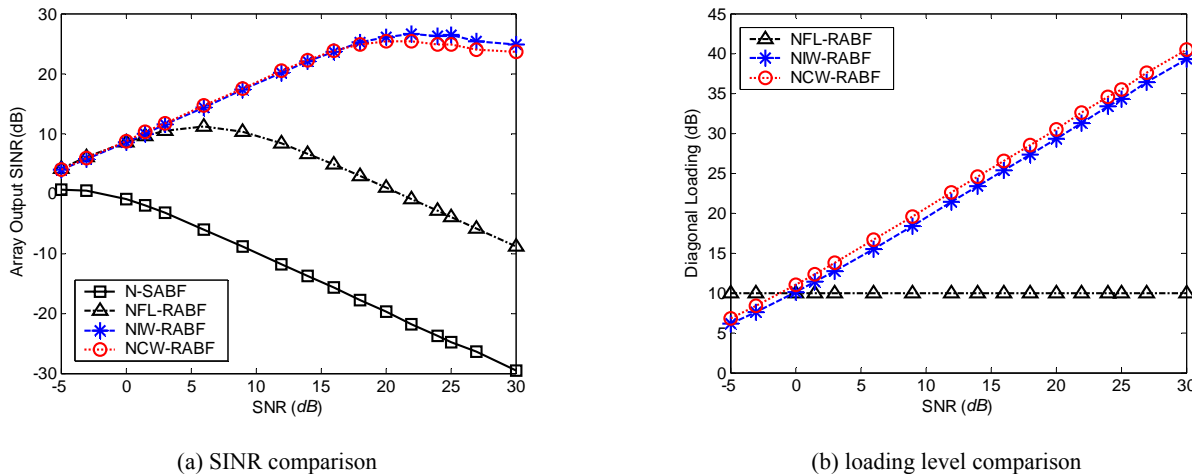 30
20
10
0
-10
-20
-30
Array Output SINR(dB)
N-SABF
NFL-RABF
NIW-RABF
NCW-RABF
-5 0 5 10 15 20 25 30
SNR (dB)
(a) SINR comparison
45
40
35
30
25
20
15
10
5
0
Diagonal Loading (dB)
NFL-RABF
NIW-RABF
NCW-RABF
-5 0 5 10 15 20 25 30
SNR (dB)
(b) loading level comparison